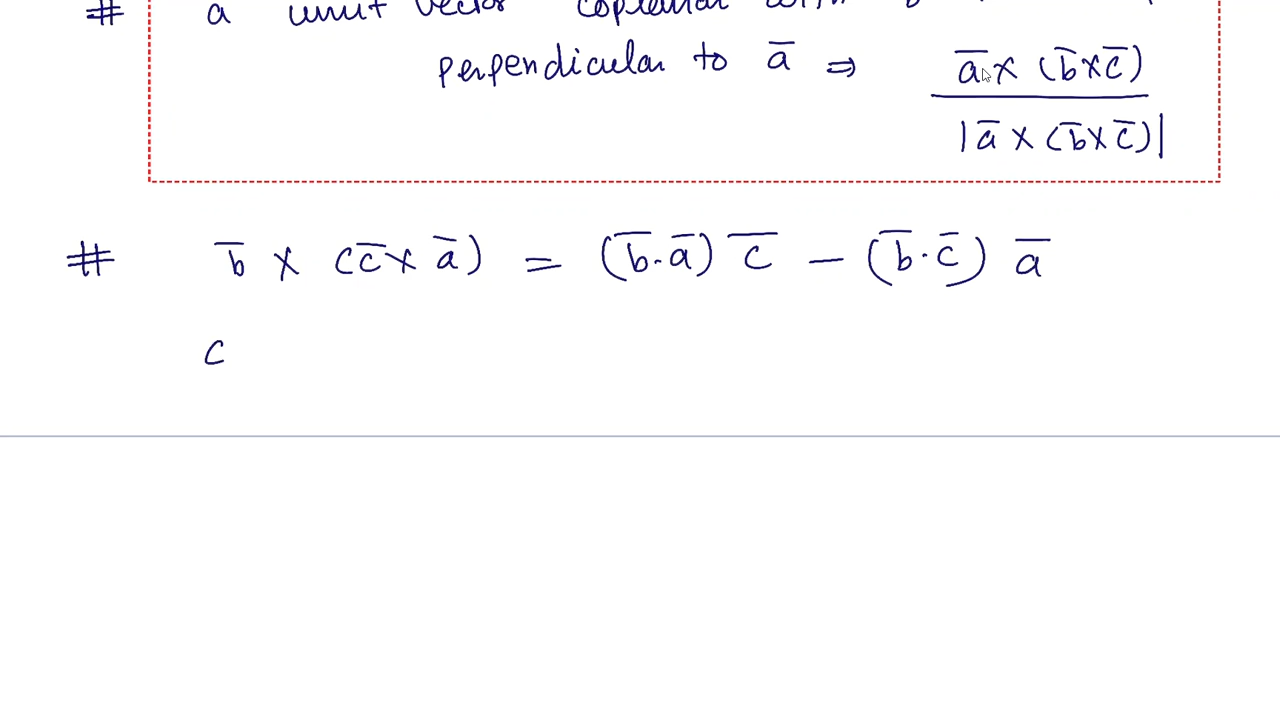 # a unit vector coplanar with
perpendicular to a̅ ⇒ a̅ × (b̅×c̅)
|a̅ × (b̅×c̅)|
# b̅ × (c̅×a̅) = (b̅.a̅) c̅ − (b̅.c̅) a̅
c